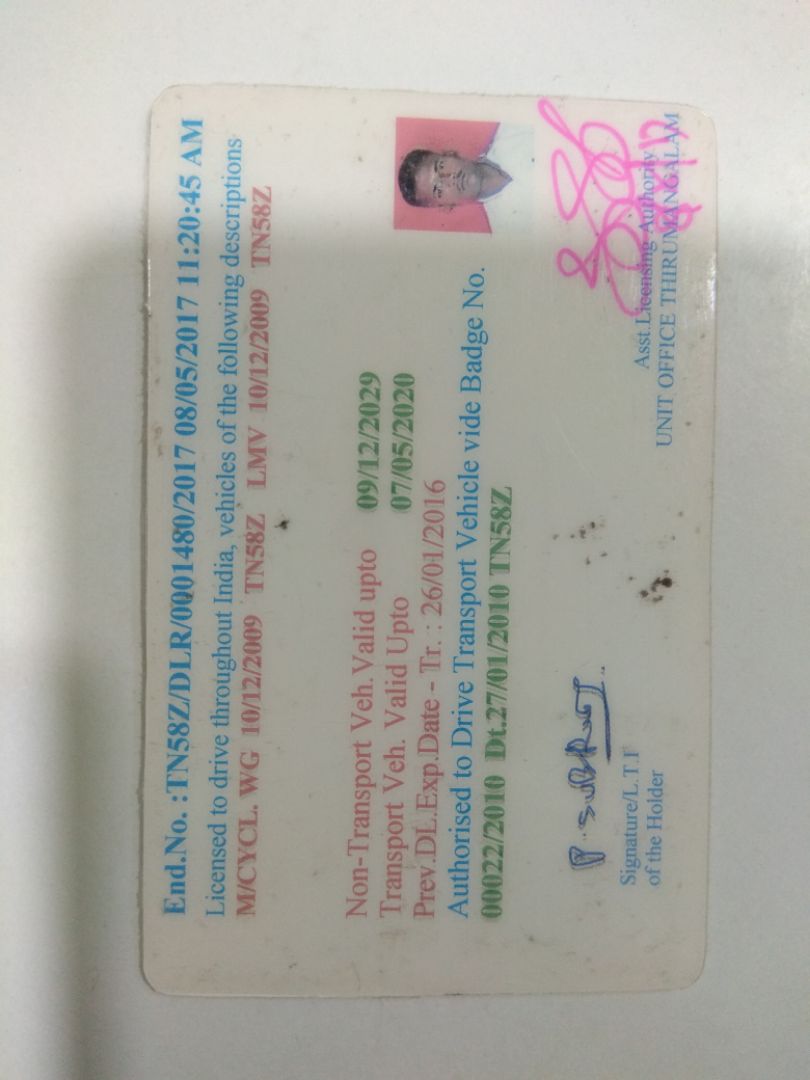 End.No. :TN58Z/DLR/0001480/2017 08/05/2017 11:20:45 AM
Licensed to drive throughout India, vehicles of the following descriptions
M/CYCL. WG 10/12/2009 TN58Z LMV 10/12/2009 TN58Z
Non-Transport Veh.Valid upto 09/12/2029
Transport Veh. Valid Upto 07/05/2020
Prev.DL.Exp.Date - Tr. : 26/01/2016
Authorised to Drive Transport Vehicle vide Badge No.
00022/2010 Dt.27/01/2010 TN58Z
Signature/L.T.I
of the Holder
Asst.Licensing Authority
UNIT OFFICE THIRUMANGALAM